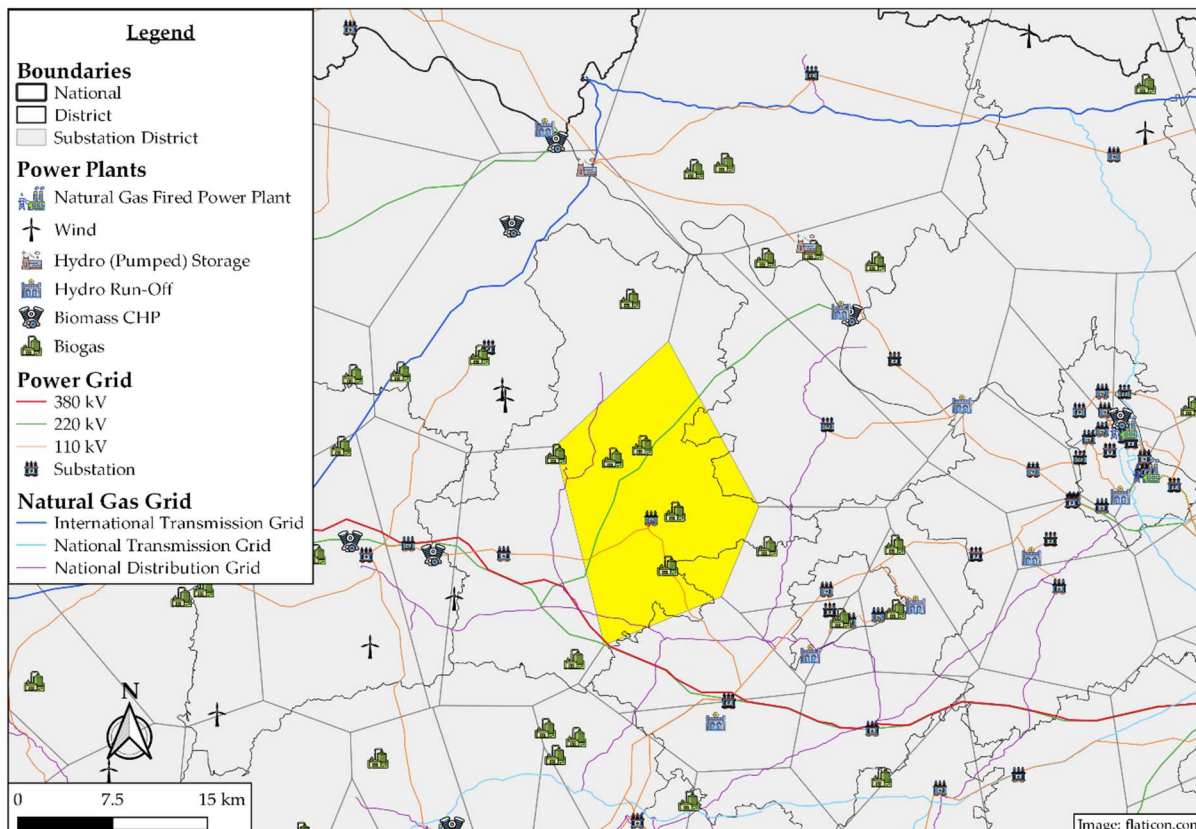 Legend
Boundaries
National
District
Substation District
Power Plants
Natural Gas Fired Power Plant
Wind
Hydro (Pumped) Storage
Hydro Run-Off
Biomass CHP
Biogas
Power Grid
380 kV
220 kV
110 kV
Substation
Natural Gas Grid
International Transmission Grid
National Transmission Grid
National Distribution Grid
N
0 7.5 15 km
Image: flaticon.com